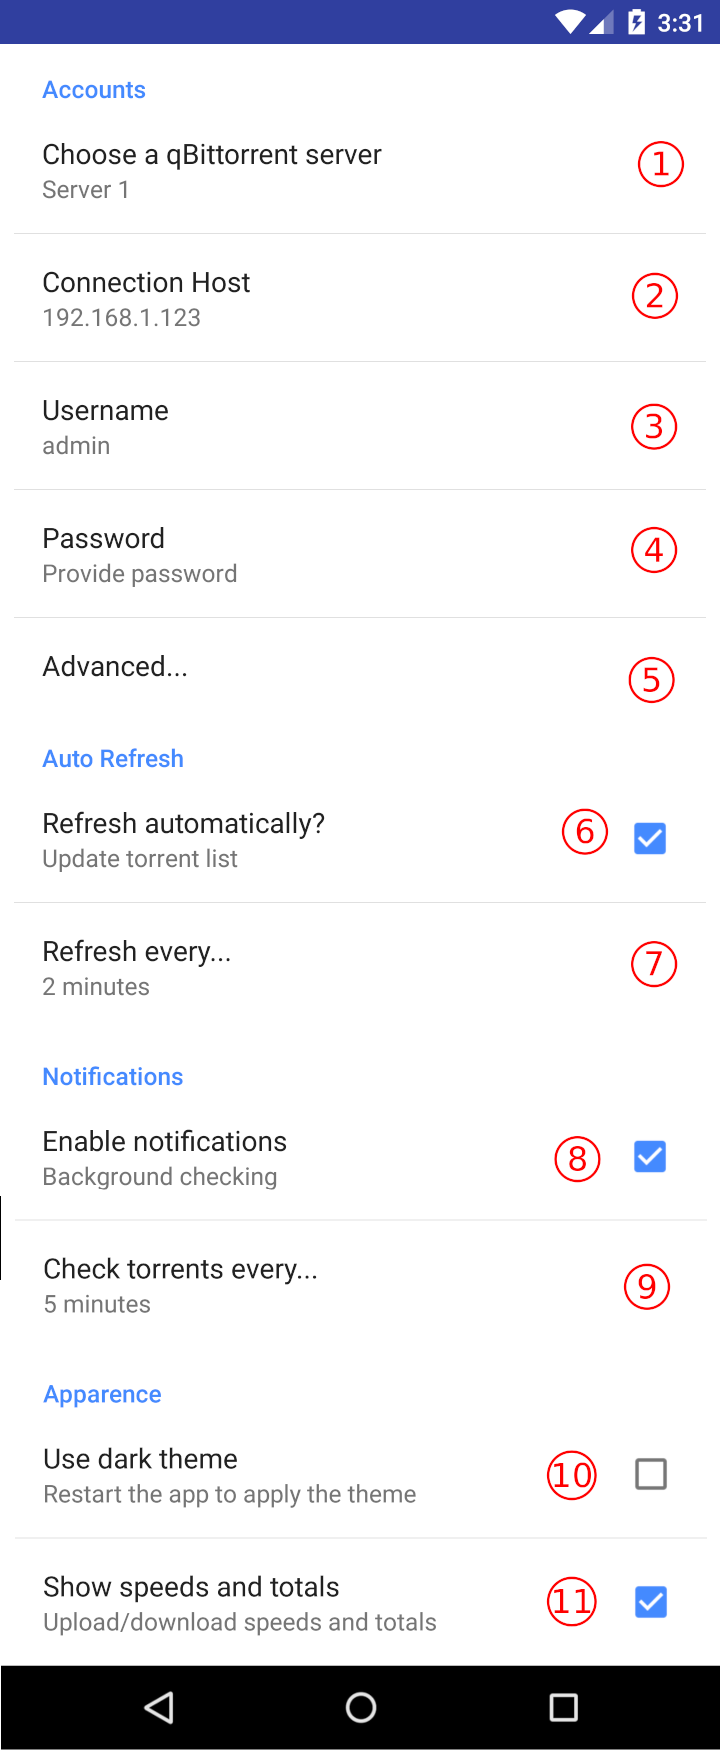 3:31
Accounts
Choose a qBittorrent server
Server 1
1
Connection Host
192.168.1.123
2
Username
admin
3
Password
Provide password
4
Advanced...
5
Auto Refresh
Refresh automatically?
Update torrent list
6
Refresh every...
2 minutes
7
Notifications
Enable notifications
Background checking
8
Check torrents every...
5 minutes
9
Apparence
Use dark theme
Restart the app to apply the theme
10
Show speeds and totals
Upload/download speeds and totals
11